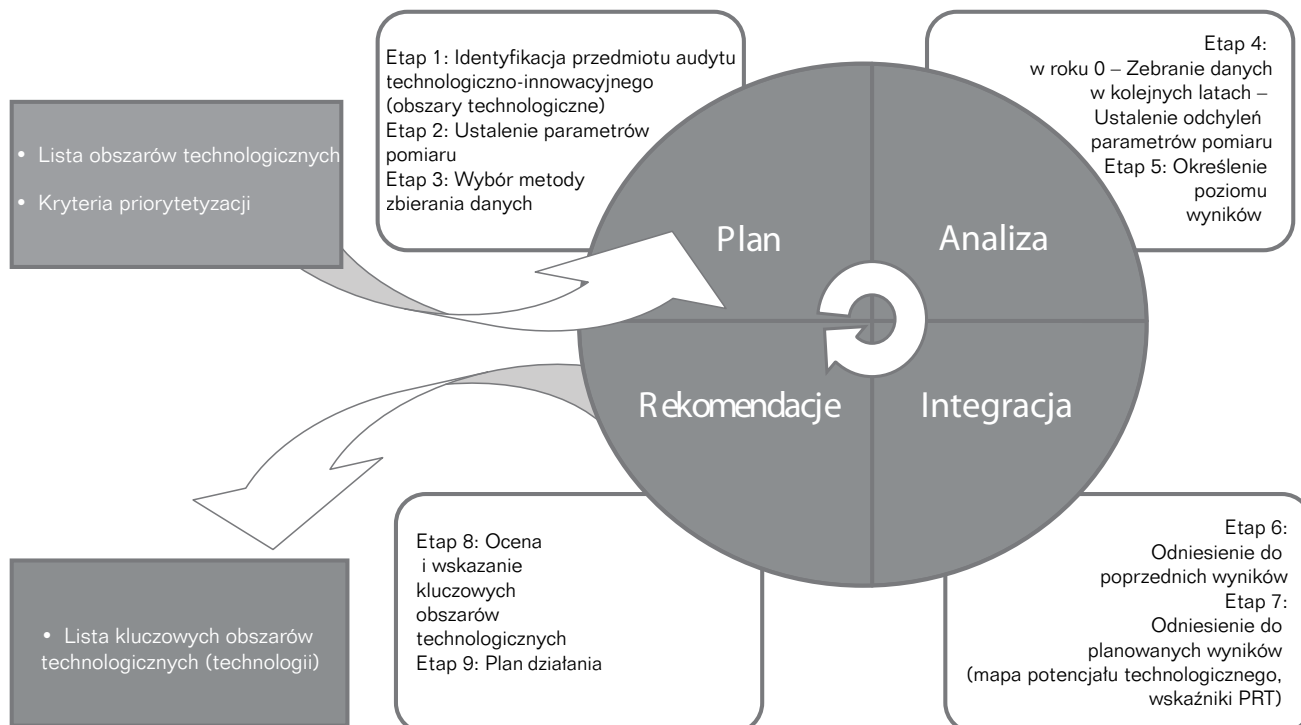 Etap 1: Identyfikacja przedmiotu audytu
technologiczno-innowacyjnego
(obszary technologiczne)
Etap 2: Ustalenie parametrów
pomiaru
Etap 3: Wybór metody
zbierania danych
Etap 4:
w roku 0 – Zebranie danych
w kolejnych latach –
Ustalenie odchyleń
parametrów pomiaru
Etap 5: Określenie
poziomu
wyników
• Lista obszarów technologicznych
• Kryteria priorytetyzacji
Plan
Analiza
Rekomendacje
Integracja
Etap 8: Ocena
i wskazanie
kluczowych
obszarów
technologicznych
Etap 9: Plan działania
Etap 6:
Odniesienie do
poprzednich wyników
Etap 7:
Odniesienie do
planowanych wyników
(mapa potencjału technologicznego,
wskaźniki PRT)
• Lista kluczowych obszarów
technologicznych (technologii)